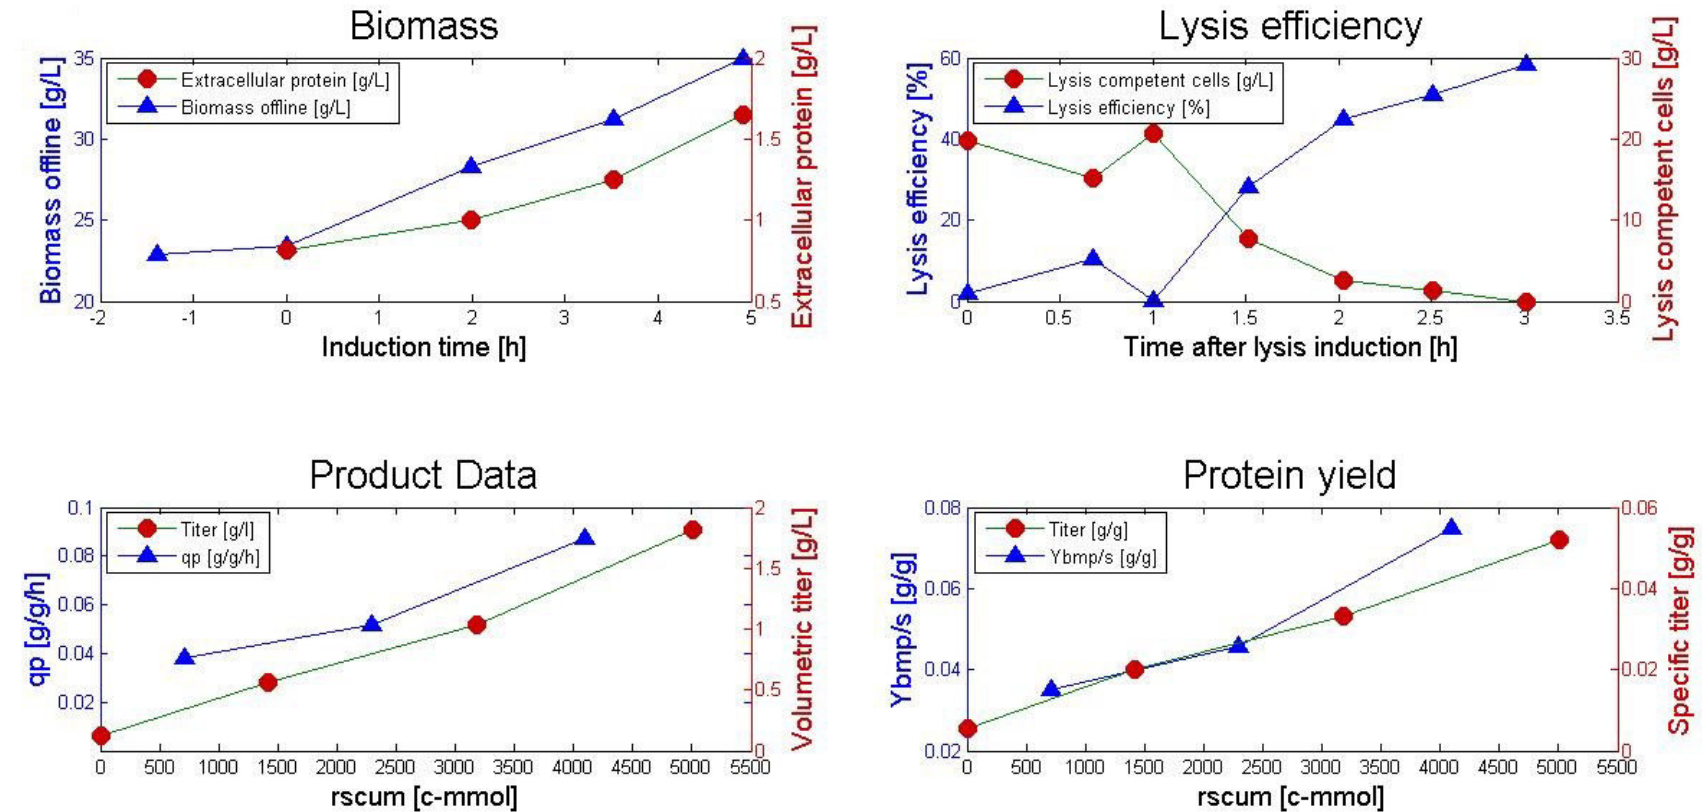 Biomass
Biomass offline [g/L]
35
30
25
20
Extracellular protein [g/L]
Biomass offline [g/L]
2
1.5
1
0.5
Extracellular protein [g/L]
-2 -1 0 1 2 3 4 5
Induction time [h]
Lysis efficiency
Lysis efficiency [%]
60
40
20
0
Lysis competent cells [g/L]
Lysis efficiency [%]
30
20
10
0
Lysis competent cells [g/L]
0 0.5 1 1.5 2 2.5 3 3.5
Time after lysis induction [h]
Product Data
qp [g/g/h]
0.1
0.08
0.06
0.04
0.02
Titer [g/l]
qp [g/g/h]
2
1.5
1
0.5
0
Volumetric titer [g/L]
0 500 1000 1500 2000 2500 3000 3500 4000 4500 5000 5500
rscum [c-mmol]
Protein yield
Ybmp/s [g/g]
0.08
0.06
0.04
0.02
Titer [g/g]
Ybmp/s [g/g]
0.06
0.04
0.02
0
Specific titer [g/g]
0 500 1000 1500 2000 2500 3000 3500 4000 4500 5000 5500
rscum [c-mmol]